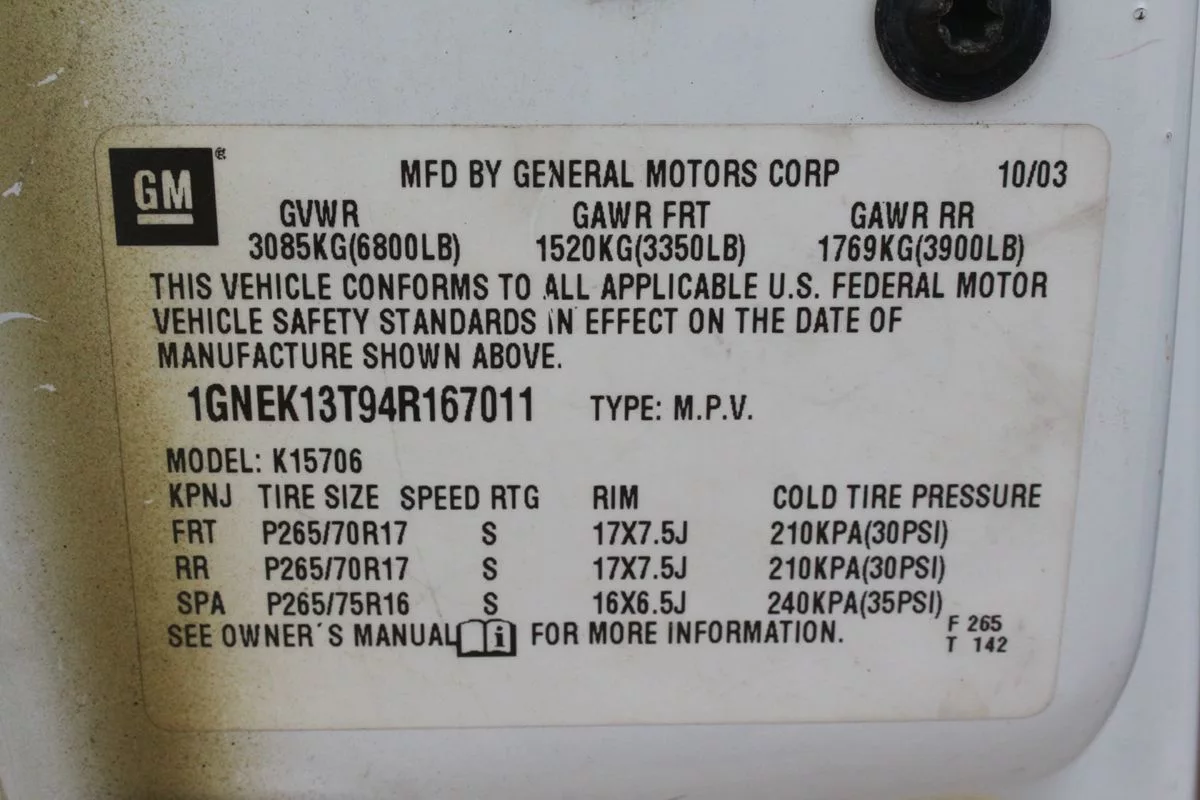 GM ®
MFD BY GENERAL MOTORS CORP 10/03
GVWR GAWR FRT GAWR RR
3085KG(6800LB) 1520KG(3350LB) 1769KG(3900LB)
THIS VEHICLE CONFORMS TO ALL APPLICABLE U.S. FEDERAL MOTOR
VEHICLE SAFETY STANDARDS IN EFFECT ON THE DATE OF
MANUFACTURE SHOWN ABOVE.
1GNEK13T94R167011 TYPE: M.P.V.
MODEL: K15706
KPNJ TIRE SIZE SPEED RTG RIM COLD TIRE PRESSURE
FRT P265/70R17 S 17X7.5J 210KPA(30PSI)
RR P265/70R17 S 17X7.5J 210KPA(30PSI)
SPA P265/75R16 S 16X6.5J 240KPA(35PSI)
SEE OWNER´S MANUAL i FOR MORE INFORMATION.
F 265
T 142